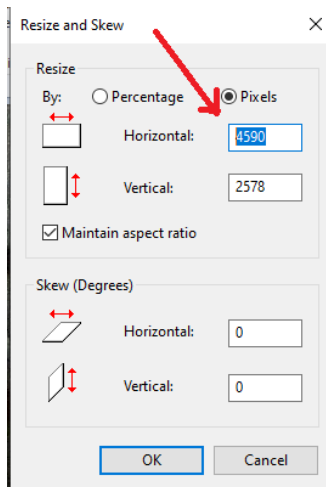 Resize and Skew
Resize
By: Percentage Pixels
Horizontal: 4590
Vertical: 2578
Maintain aspect ratio
Skew (Degrees)
Horizontal: 0
Vertical: 0
OK Cancel